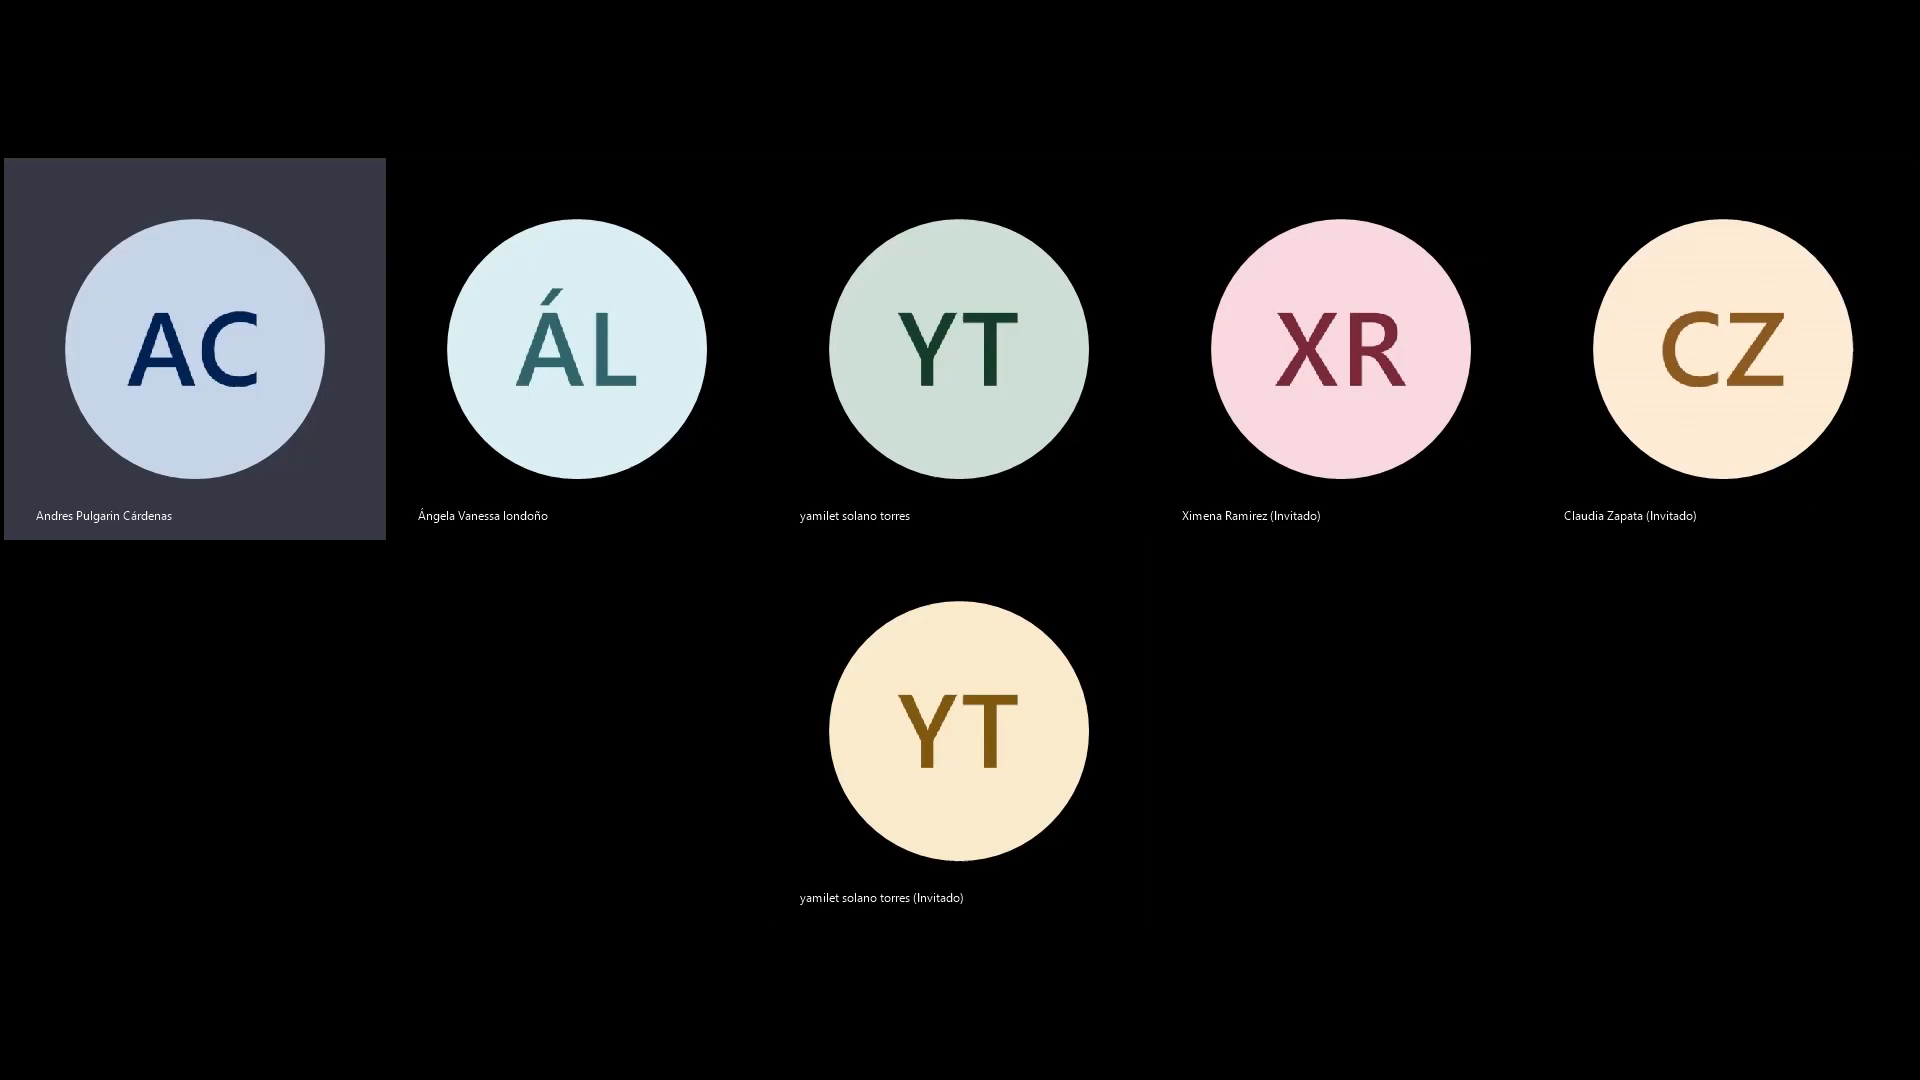 AC
Andres Pulgarin Cárdenas
ÁL
Ángela Vanessa londoño
YT
yamilet solano torres
XR
Ximena Ramirez (Invitado)
CZ
Claudia Zapata (Invitado)
YT
yamilet solano torres (Invitado)